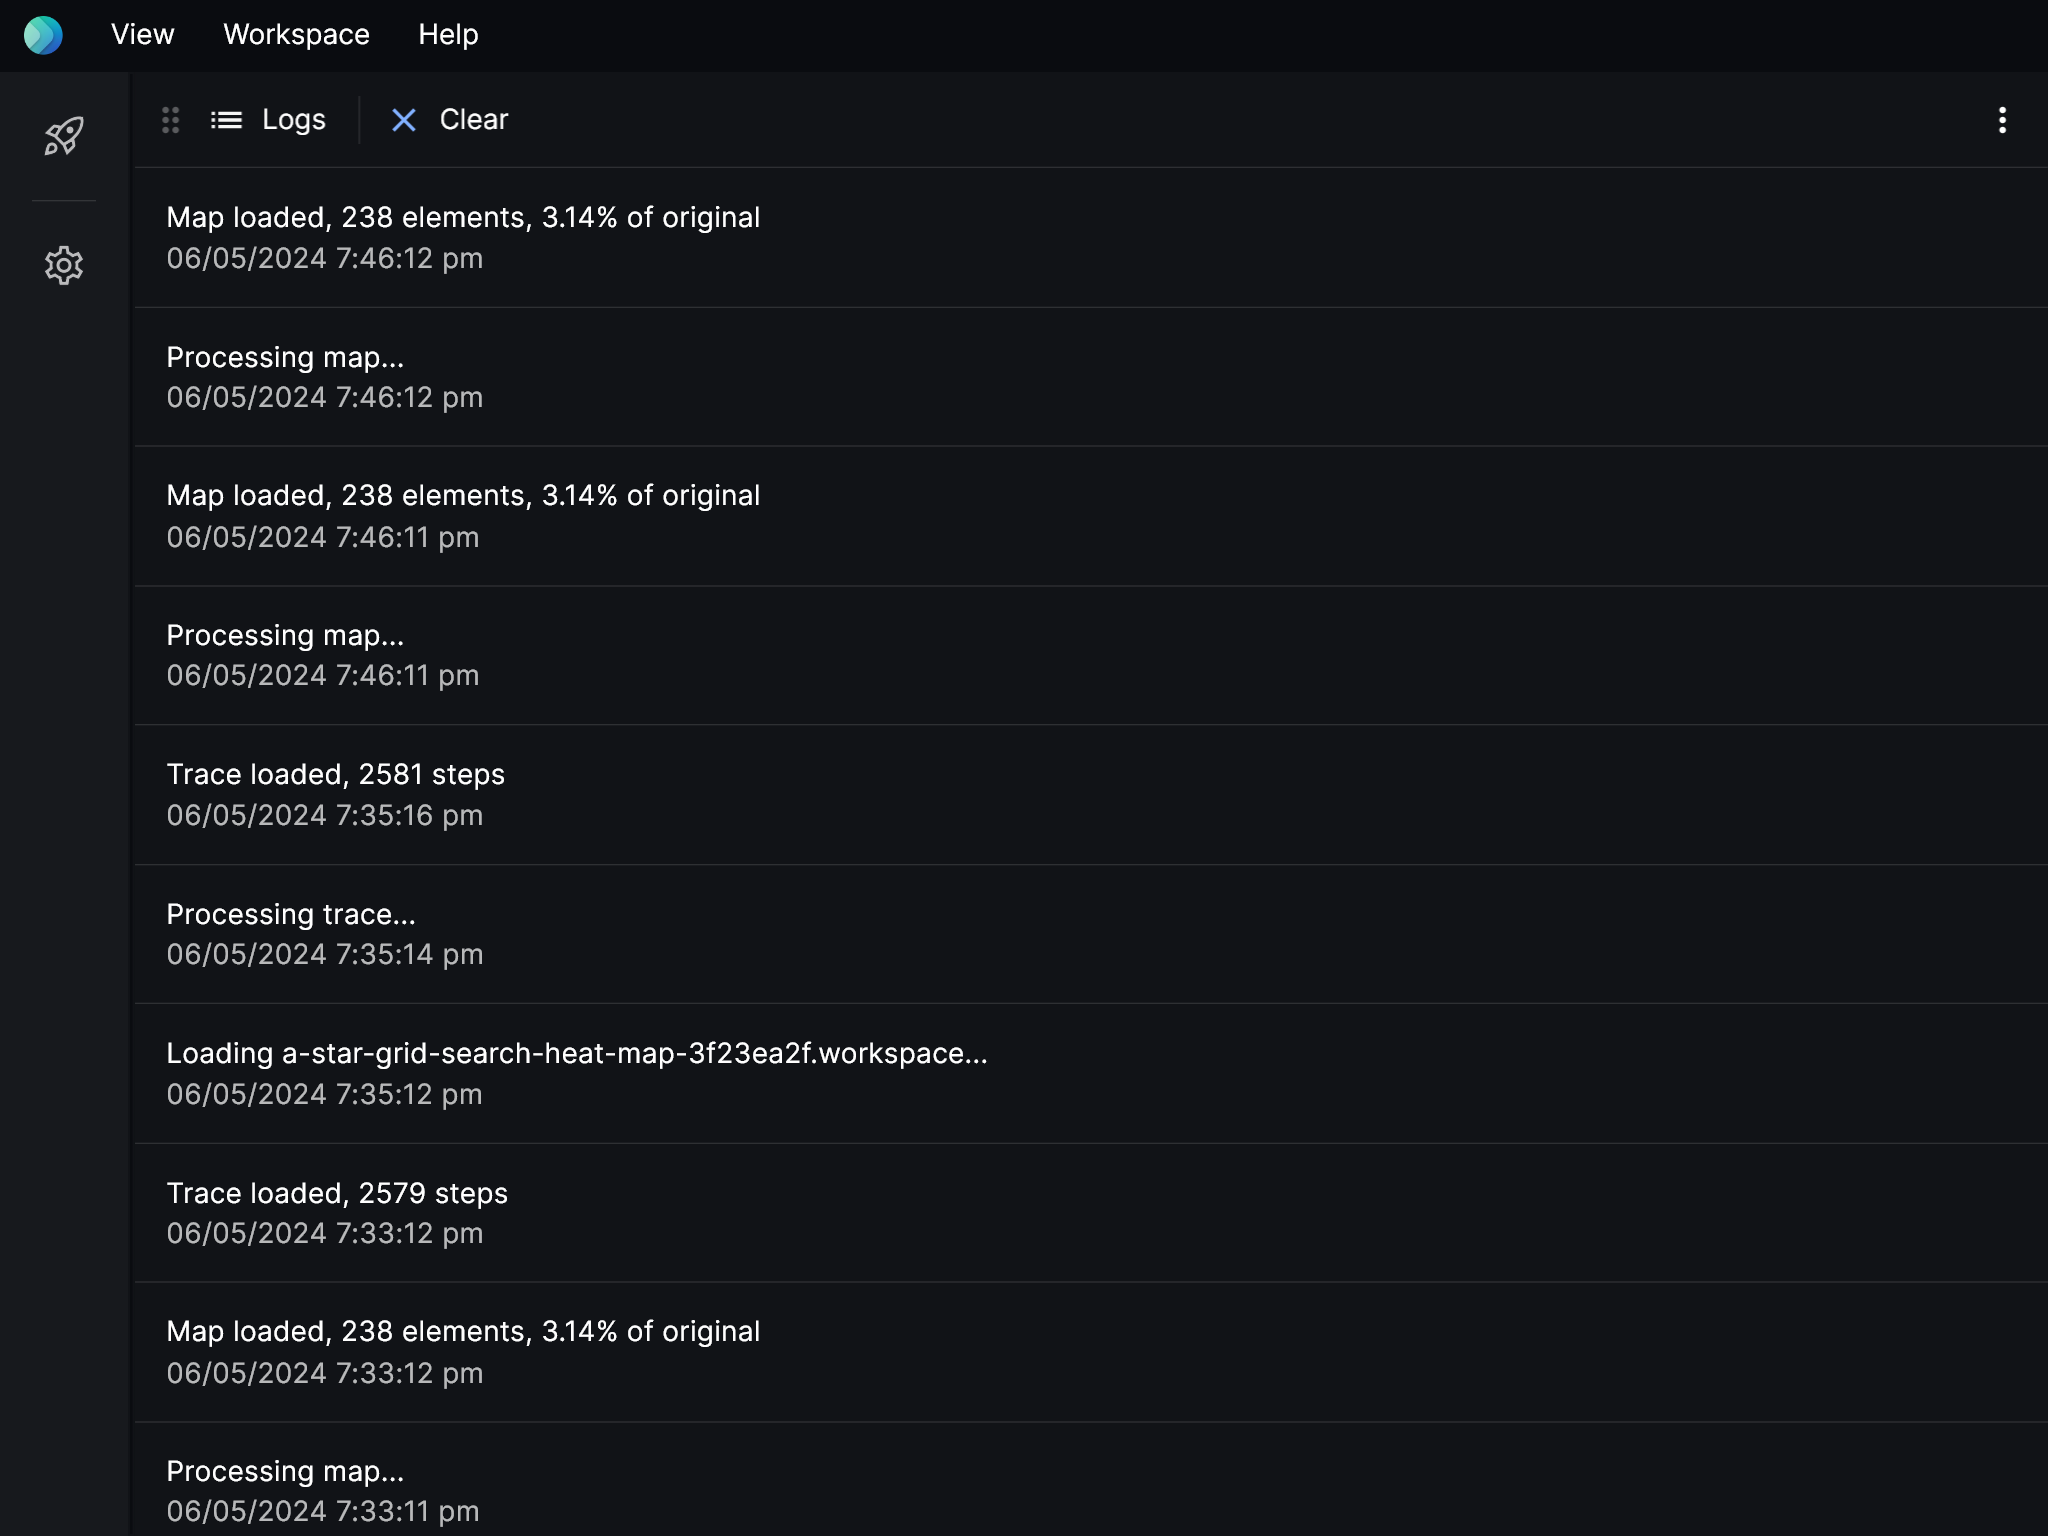 View Workspace Help
Logs Clear
Map loaded, 238 elements, 3.14% of original
06/05/2024 7:46:12 pm
Processing map...
06/05/2024 7:46:12 pm
Map loaded, 238 elements, 3.14% of original
06/05/2024 7:46:11 pm
Processing map...
06/05/2024 7:46:11 pm
Trace loaded, 2581 steps
06/05/2024 7:35:16 pm
Processing trace...
06/05/2024 7:35:14 pm
Loading a-star-grid-search-heat-map-3f23ea2f.workspace...
06/05/2024 7:35:12 pm
Trace loaded, 2579 steps
06/05/2024 7:33:12 pm
Map loaded, 238 elements, 3.14% of original
06/05/2024 7:33:12 pm
Processing map...
06/05/2024 7:33:11 pm